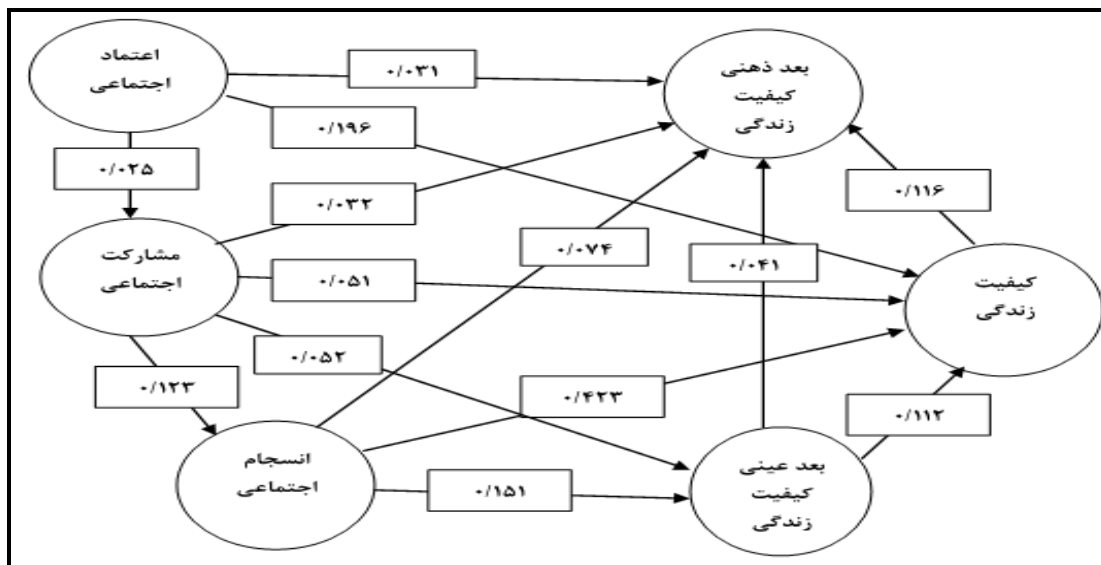 اعتماد
اجتماعی
بعد ذهنی
کیفیت
زندگی
۰/۰۳۱
۰/۱۹۶
۰/۰۲۵
۰/۰۳۲
۰/۱۱۶
مشارکت
اجتماعی
۰/۰۷۴
۰/۰۴۱
۰/۰۵۱
کیفیت
زندگی
۰/۰۵۲
۰/۱۲۳
۰/۴۲۳
۰/۱۱۲
انسجام
اجتماعی
۰/۱۵۱
بعد عینی
کیفیت
زندگی